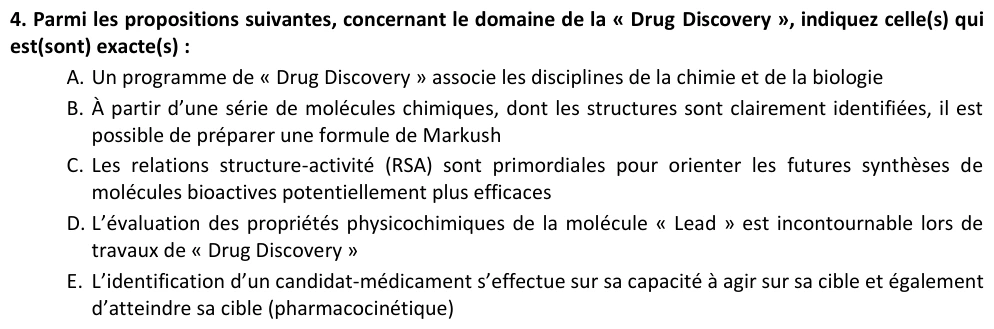 4. Parmi les propositions suivantes, concernant le domaine de la « Drug Discovery », indiquez celle(s) qui
est(sont) exacte(s) :
A. Un programme de « Drug Discovery » associe les disciplines de la chimie et de la biologie
B. À partir d’une série de molécules chimiques, dont les structures sont clairement identifiées, il est
possible de préparer une formule de Markush
C. Les relations structure-activité (RSA) sont primordiales pour orienter les futures synthèses de
molécules bioactives potentiellement plus efficaces
D. L’évaluation des propriétés physicochimiques de la molécule « Lead » est incontournable lors de
travaux de « Drug Discovery »
E. L’identification d’un candidat-médicament s’effectue sur sa capacité à agir sur sa cible et également
d’atteindre sa cible (pharmacocinétique)